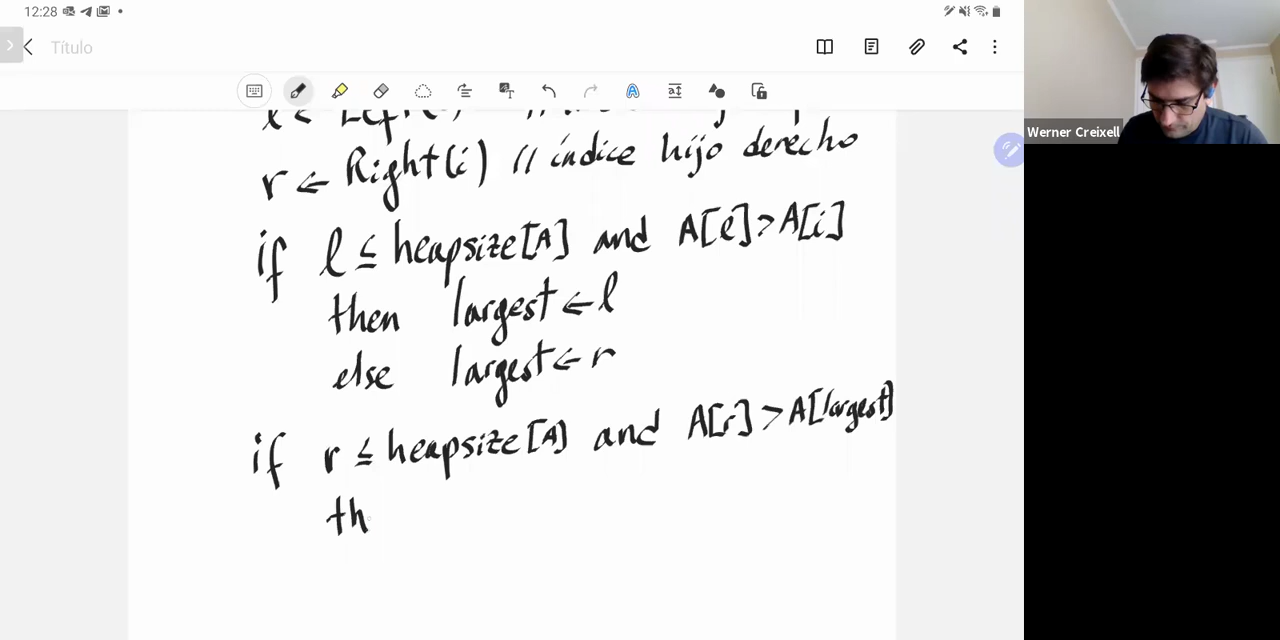 12:28
Título
r ← Right(i) // índice hijo derecho
if l ≤ heapsize[A] and A[l] > A[i]
then largest ← l
else largest ← r
if r ≤ heapsize[A] and A[r] > A[largest]
th
Werner Creixell